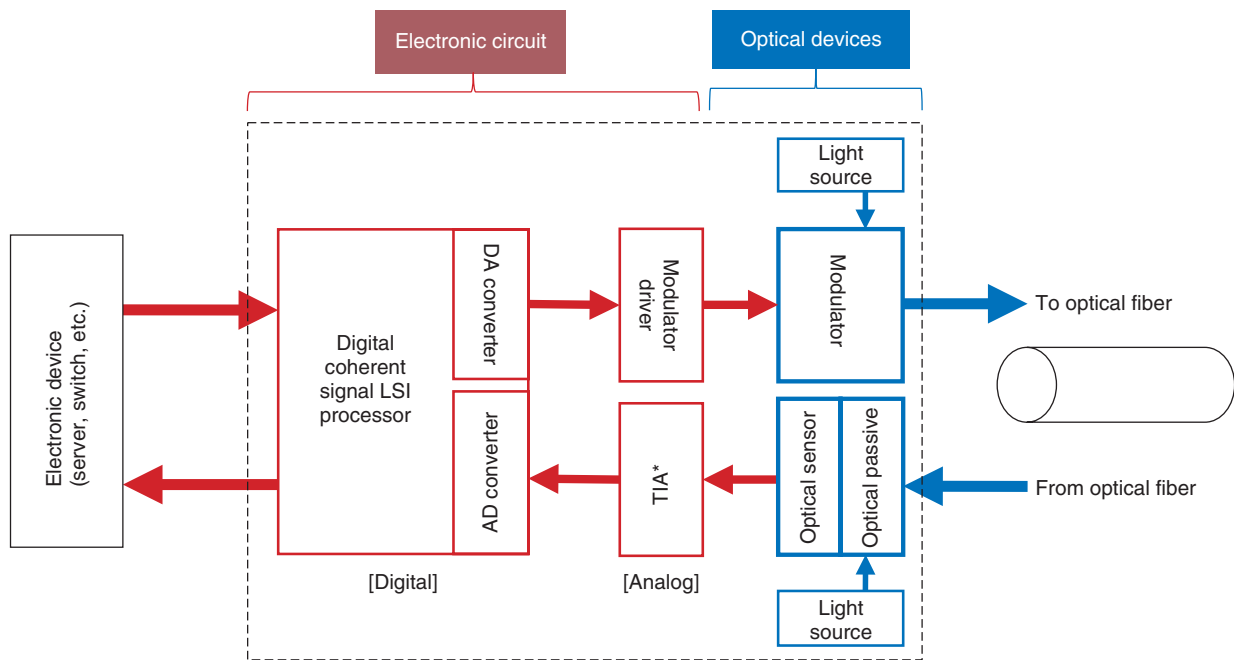 Electronic circuit
Optical devices
Light
source
Electronic device
(server, switch, etc.)
Digital
coherent
signal LSI
processor
DA converter
Modulator
driver
Modulator
To optical fiber
AD converter
TIA*
Optical sensor
Optical passive
From optical fiber
[Digital]
[Analog]
Light
source